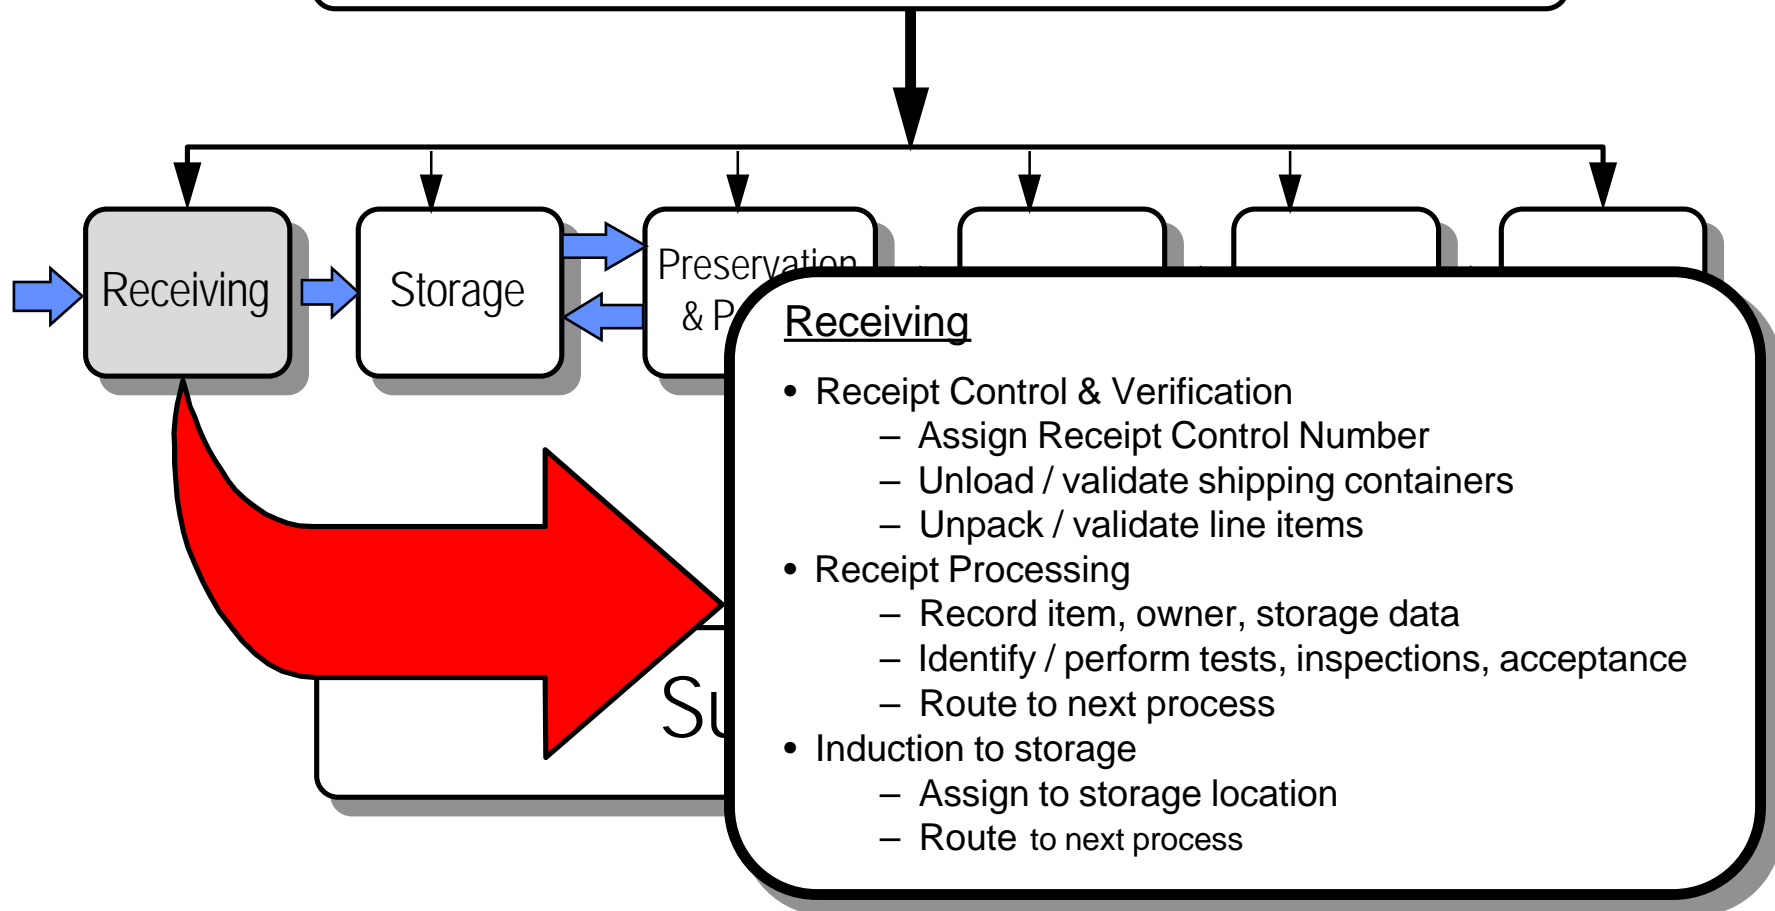 Receiving
Storage
Preservation
&
Receiving
• Receipt Control & Verification
– Assign Receipt Control Number
– Unload / validate shipping containers
– Unpack / validate line items
• Receipt Processing
– Record item, owner, storage data
– Identify / perform tests, inspections, acceptance
– Route to next process
• Induction to storage
– Assign to storage location
– Route to next process